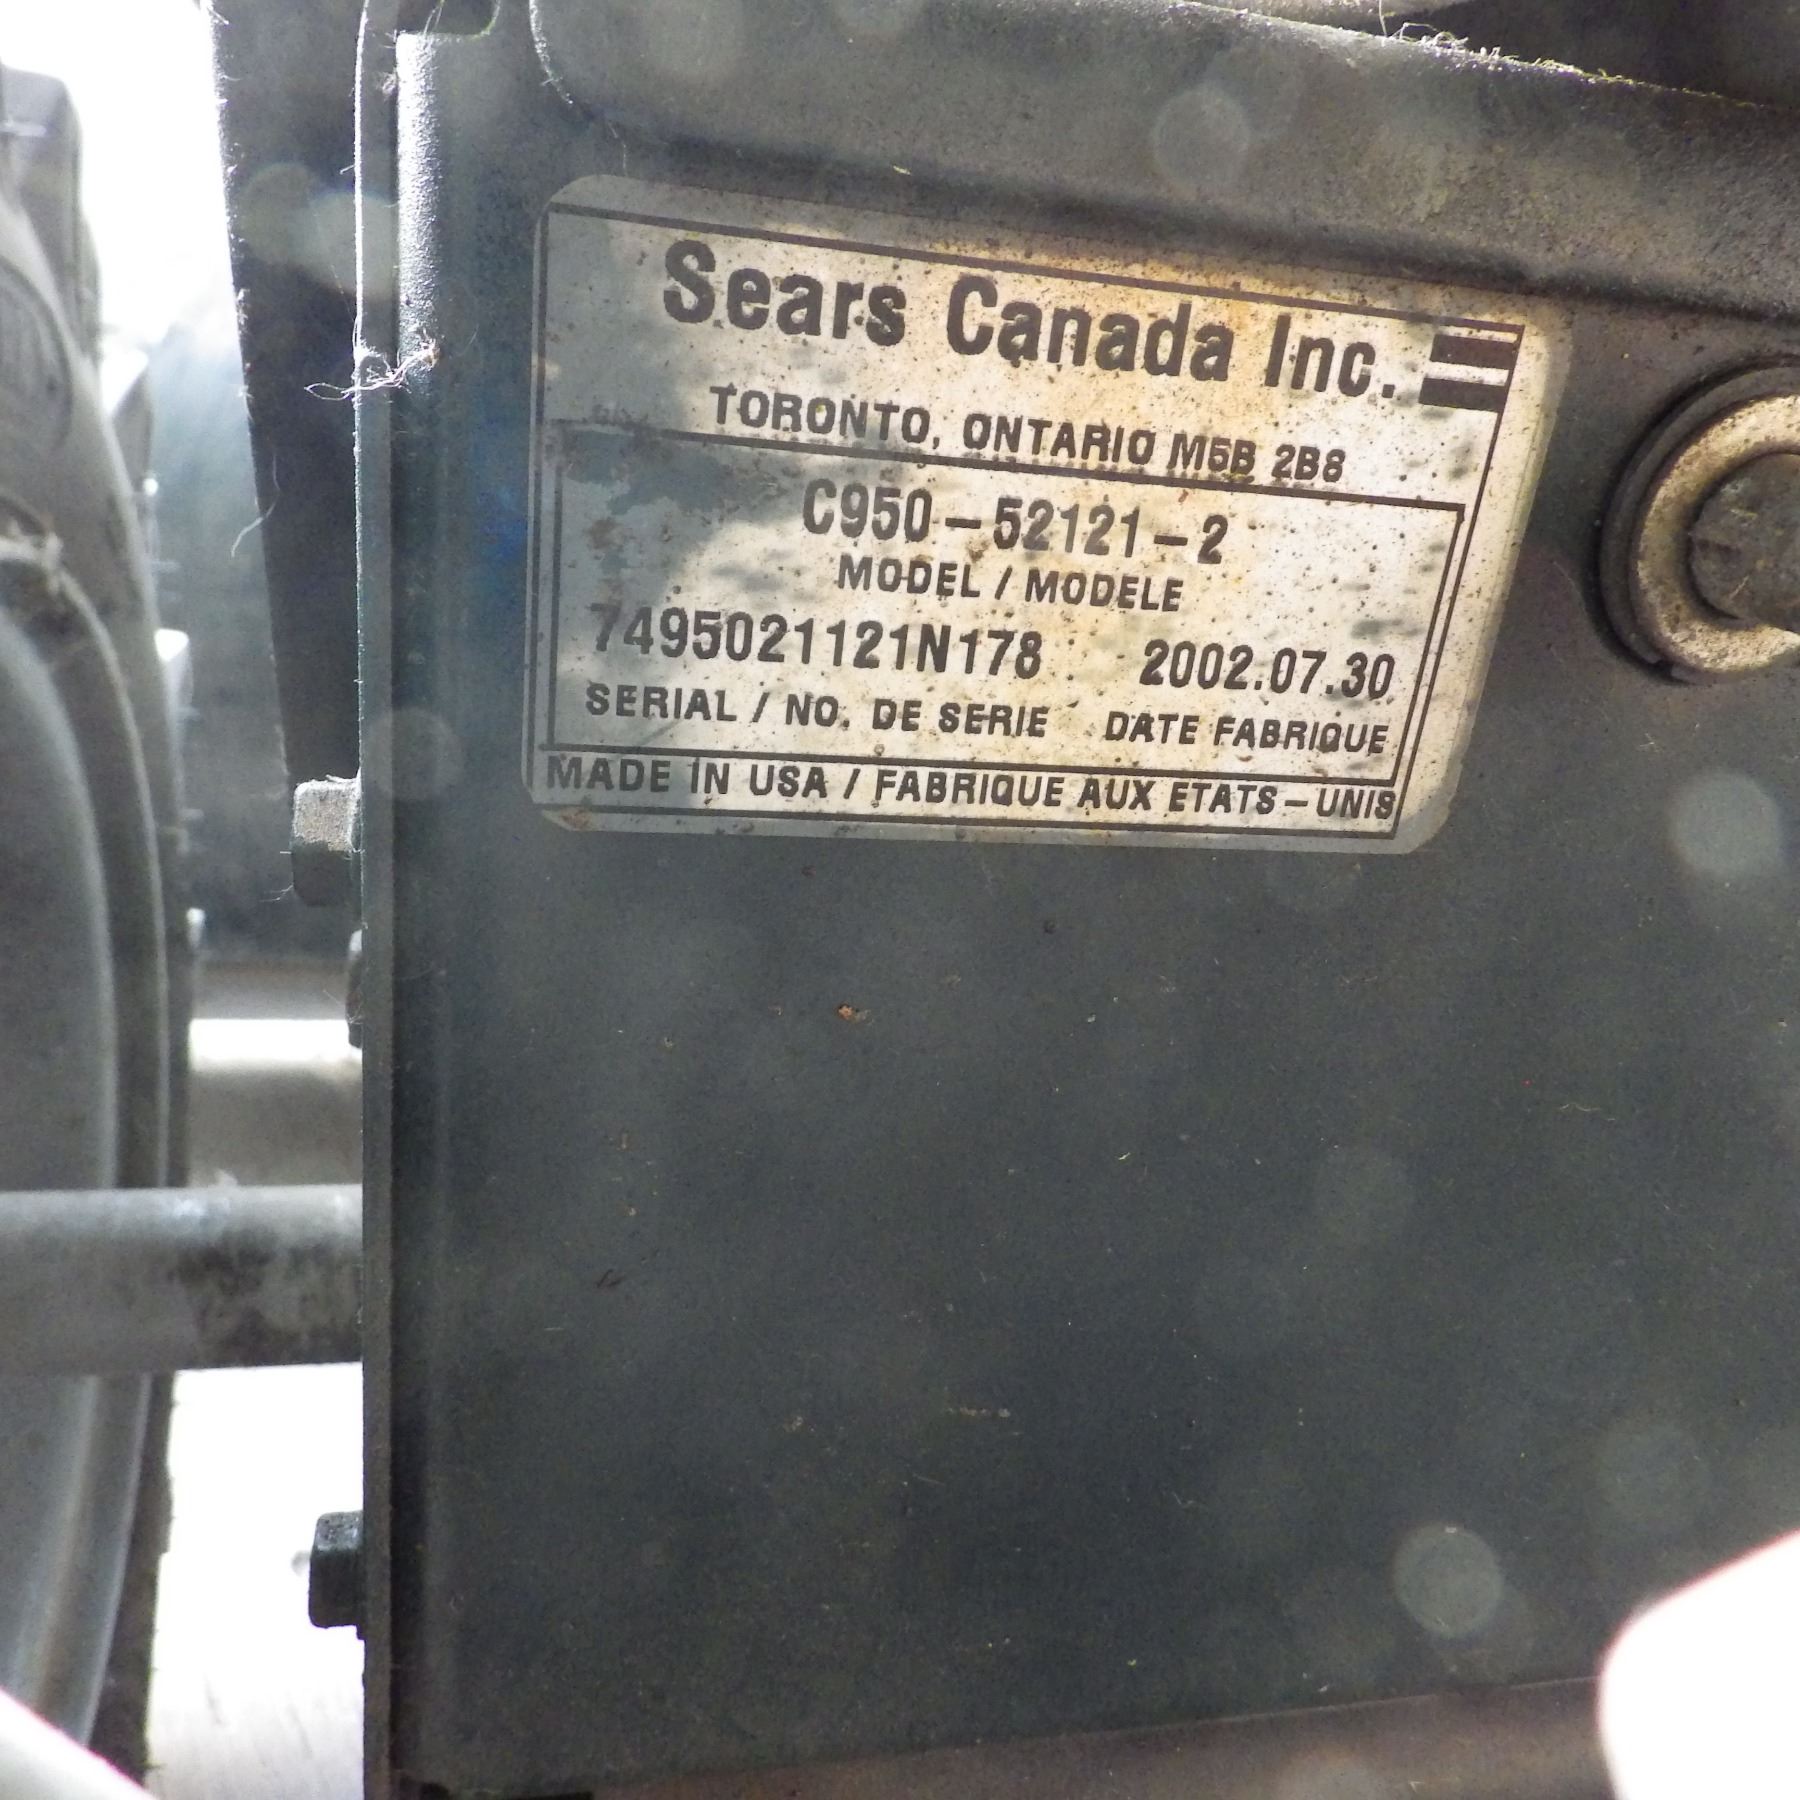 Sears Canada Inc.
TORONTO, ONTARIO M5B 2B8
C950-52121-2
MODEL / MODELE
7495021121N178 2002.07.30
SERIAL / NO. DE SERIE DATE FABRIQUE
MADE IN USA / FABRIQUE AUX ETATS-UNIS